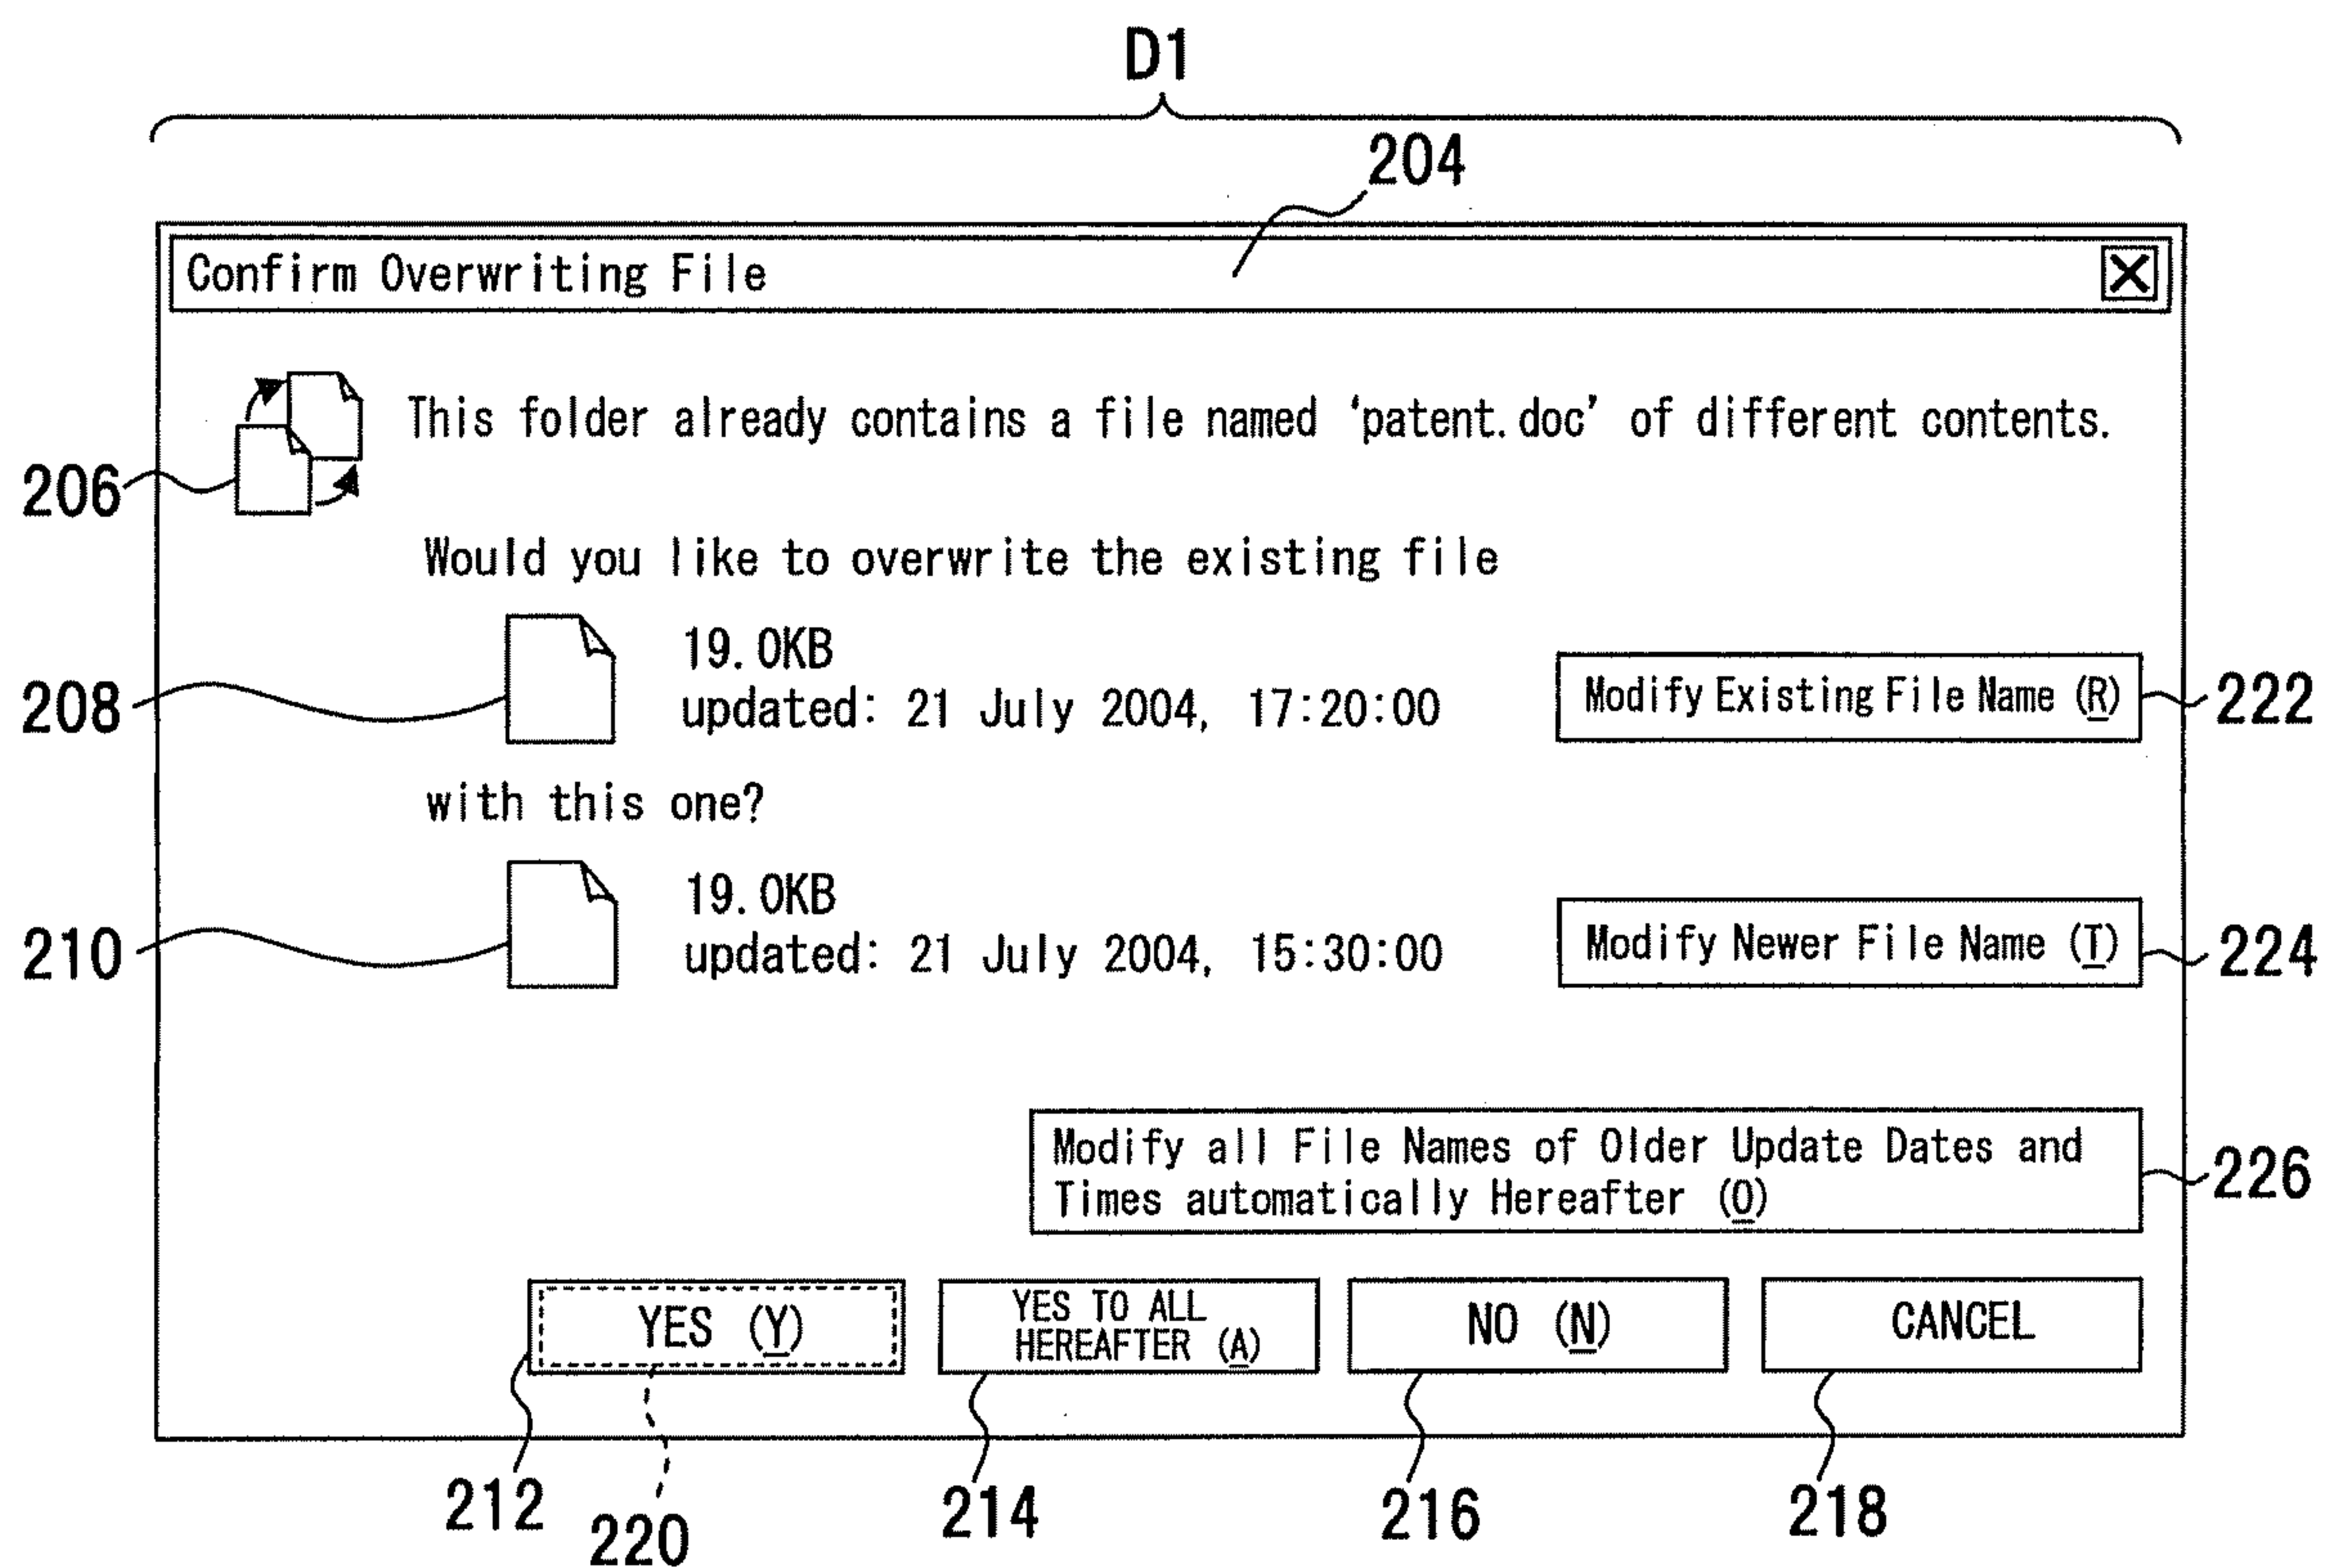 D1
204
Confirm Overwriting File
This folder already contains a file named ‘patent.doc’ of different contents.
206
Would you like to overwrite the existing file
19.0KB
208
updated: 21 July 2004, 17:20:00
Modify Existing File Name (R)
222
with this one?
19.0KB
210
updated: 21 July 2004, 15:30:00
Modify Newer File Name (T)
224
Modify all File Names of Older Update Dates and
Times automatically Hereafter (O)
226
YES (Y)
YES TO ALL
HEREAFTER (A)
NO (N)
CANCEL
212
220
214
216
218